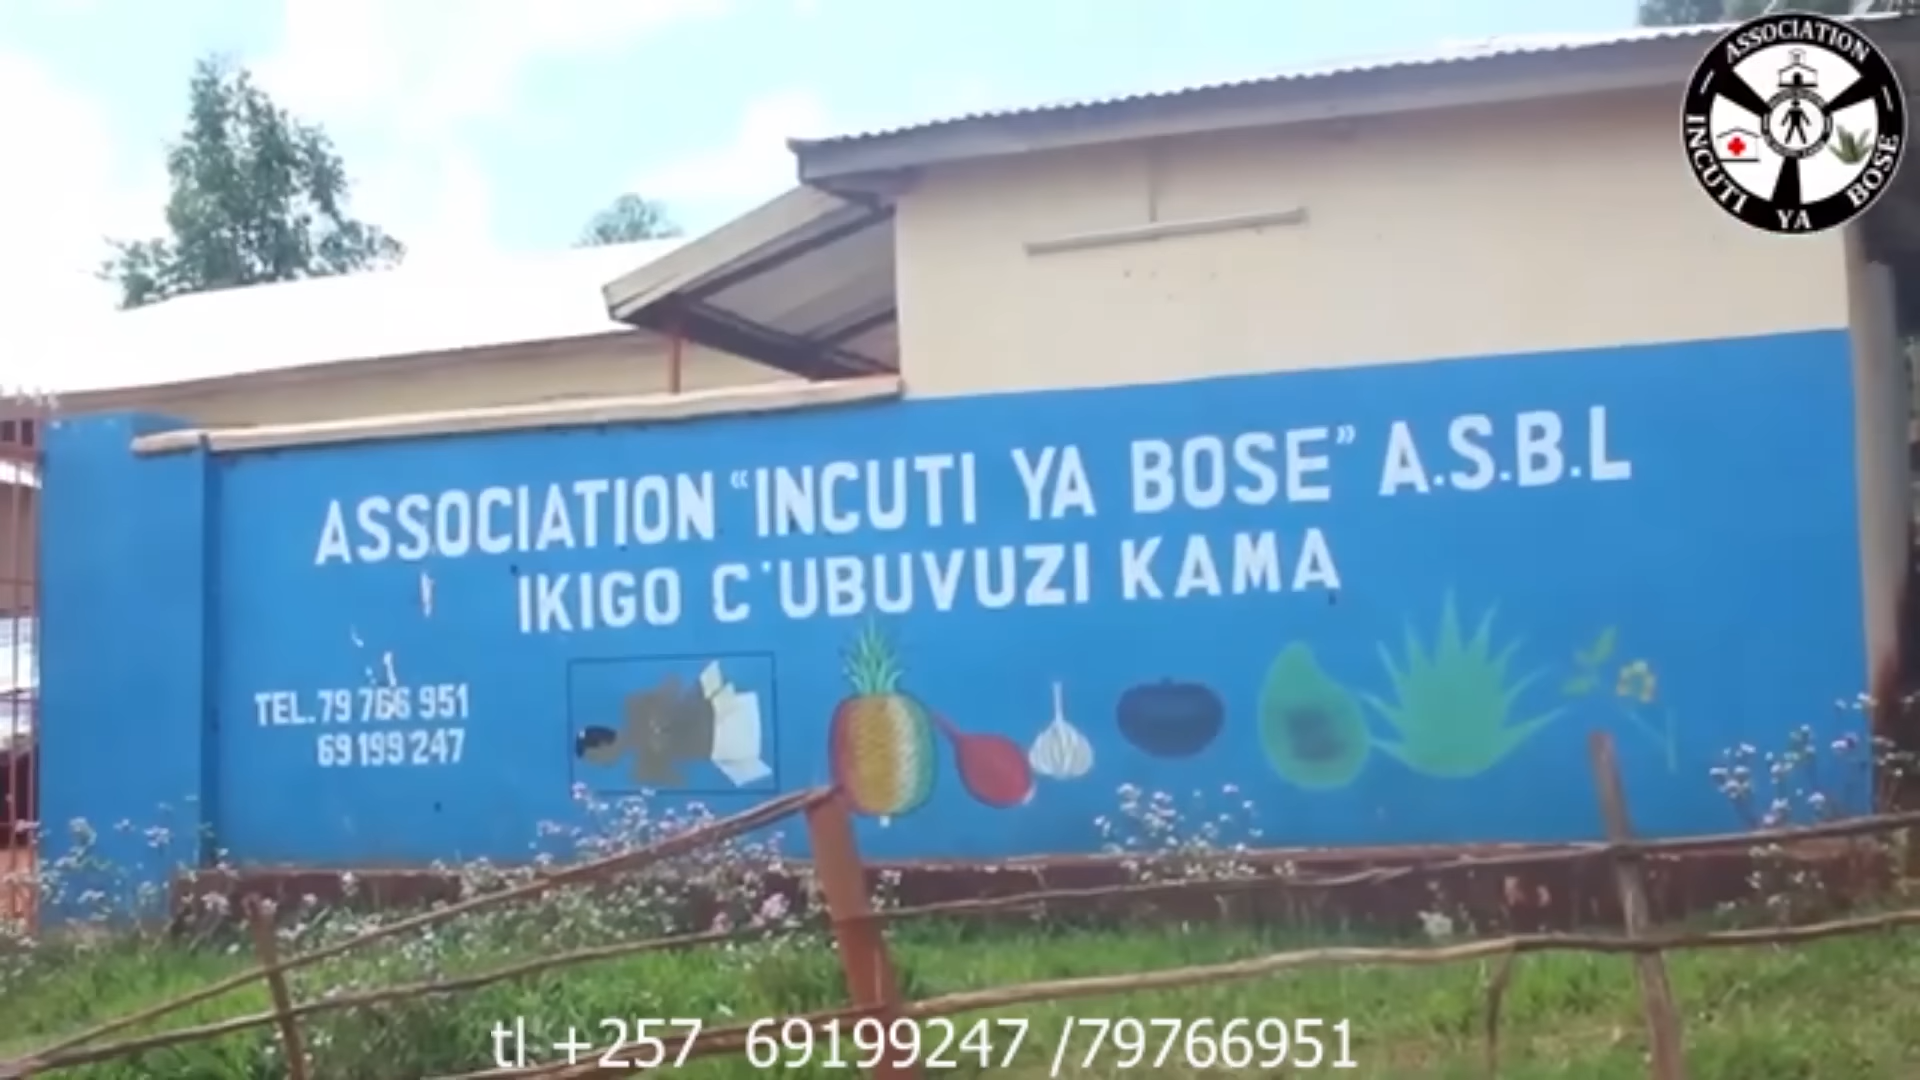 ASSOCIATION
INCUTI YA BOSE
ASSOCIATION “INCUTI YA BOSE” A.S.B.L
IKIGO C'UBUVUZI KAMA
TEL.79 766 951
69 199 247
tl +257 69199247 /79766951